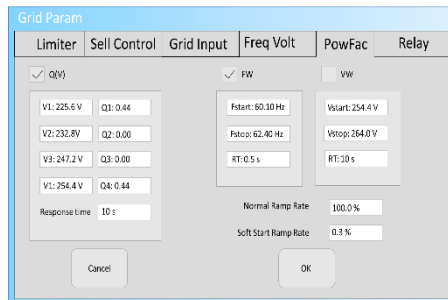 Grid Param
Limiter Sell Control Grid Input Freq Volt PowFac Relay
Q(V) FW VW
V1: 225.6 V Q1: 0.44 Fstart: 60.10 Hz Vstart: 254.4 V
V2: 232.8V Q2: 0.00 Fstop: 62.40 Hz Vstop: 264.0 V
V3: 247.2 V Q3: 0.00 RT: 0.5 s RT: 10 s
V1: 254.4 V Q4: 0.44
Response time 10 s Normal Ramp Rate 100.0 %
Soft Start Ramp Rate 0.3 %
Cancel OK